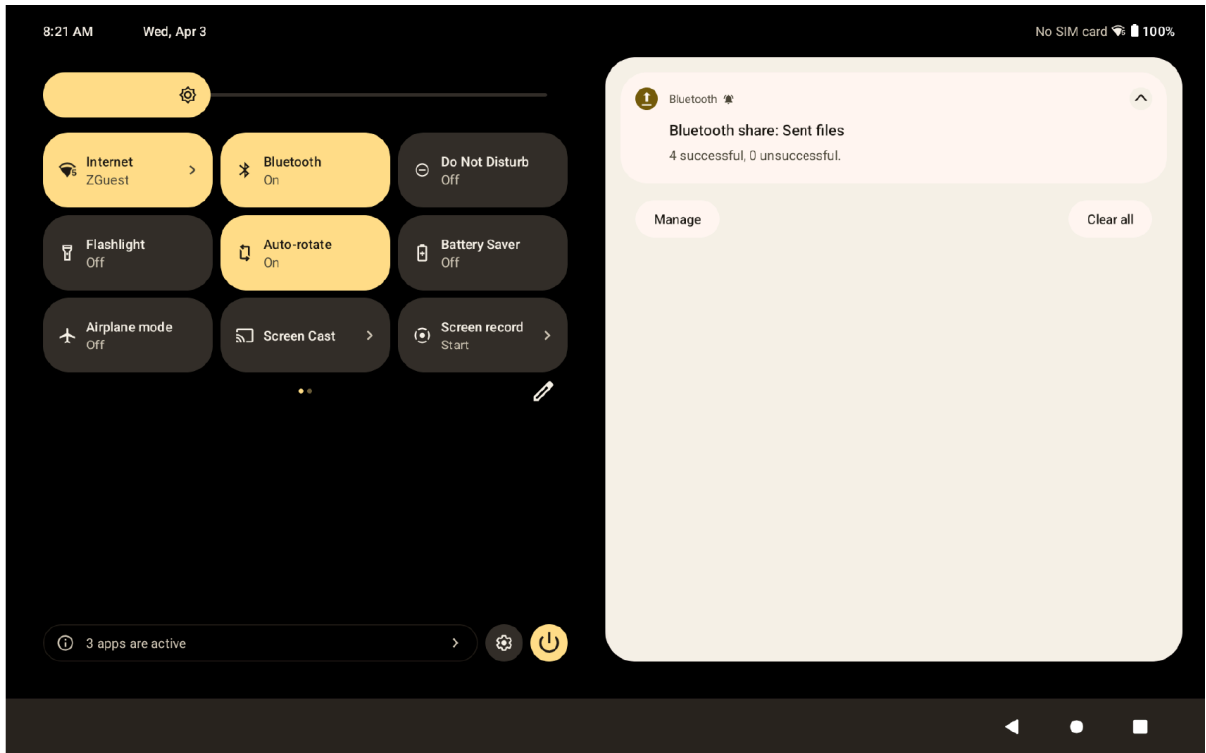 8:21 AM Wed, Apr 3
No SIM card 100%
Internet
ZGuest
Bluetooth
On
Do Not Disturb
Off
Flashlight
Off
Auto-rotate
On
Battery Saver
Off
Airplane mode
Off
Screen Cast
Screen record
Start
3 apps are active
Bluetooth
Bluetooth share: Sent files
4 successful, 0 unsuccessful.
Manage
Clear all